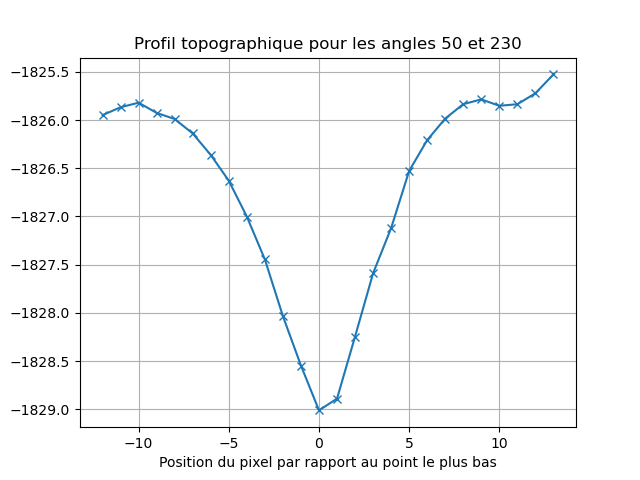 Profil topographique pour les angles 50 et 230
−1825.5
−1826.0
−1826.5
−1827.0
−1827.5
−1828.0
−1828.5
−1829.0
−10 −5 0 5 10
Position du pixel par rapport au point le plus bas